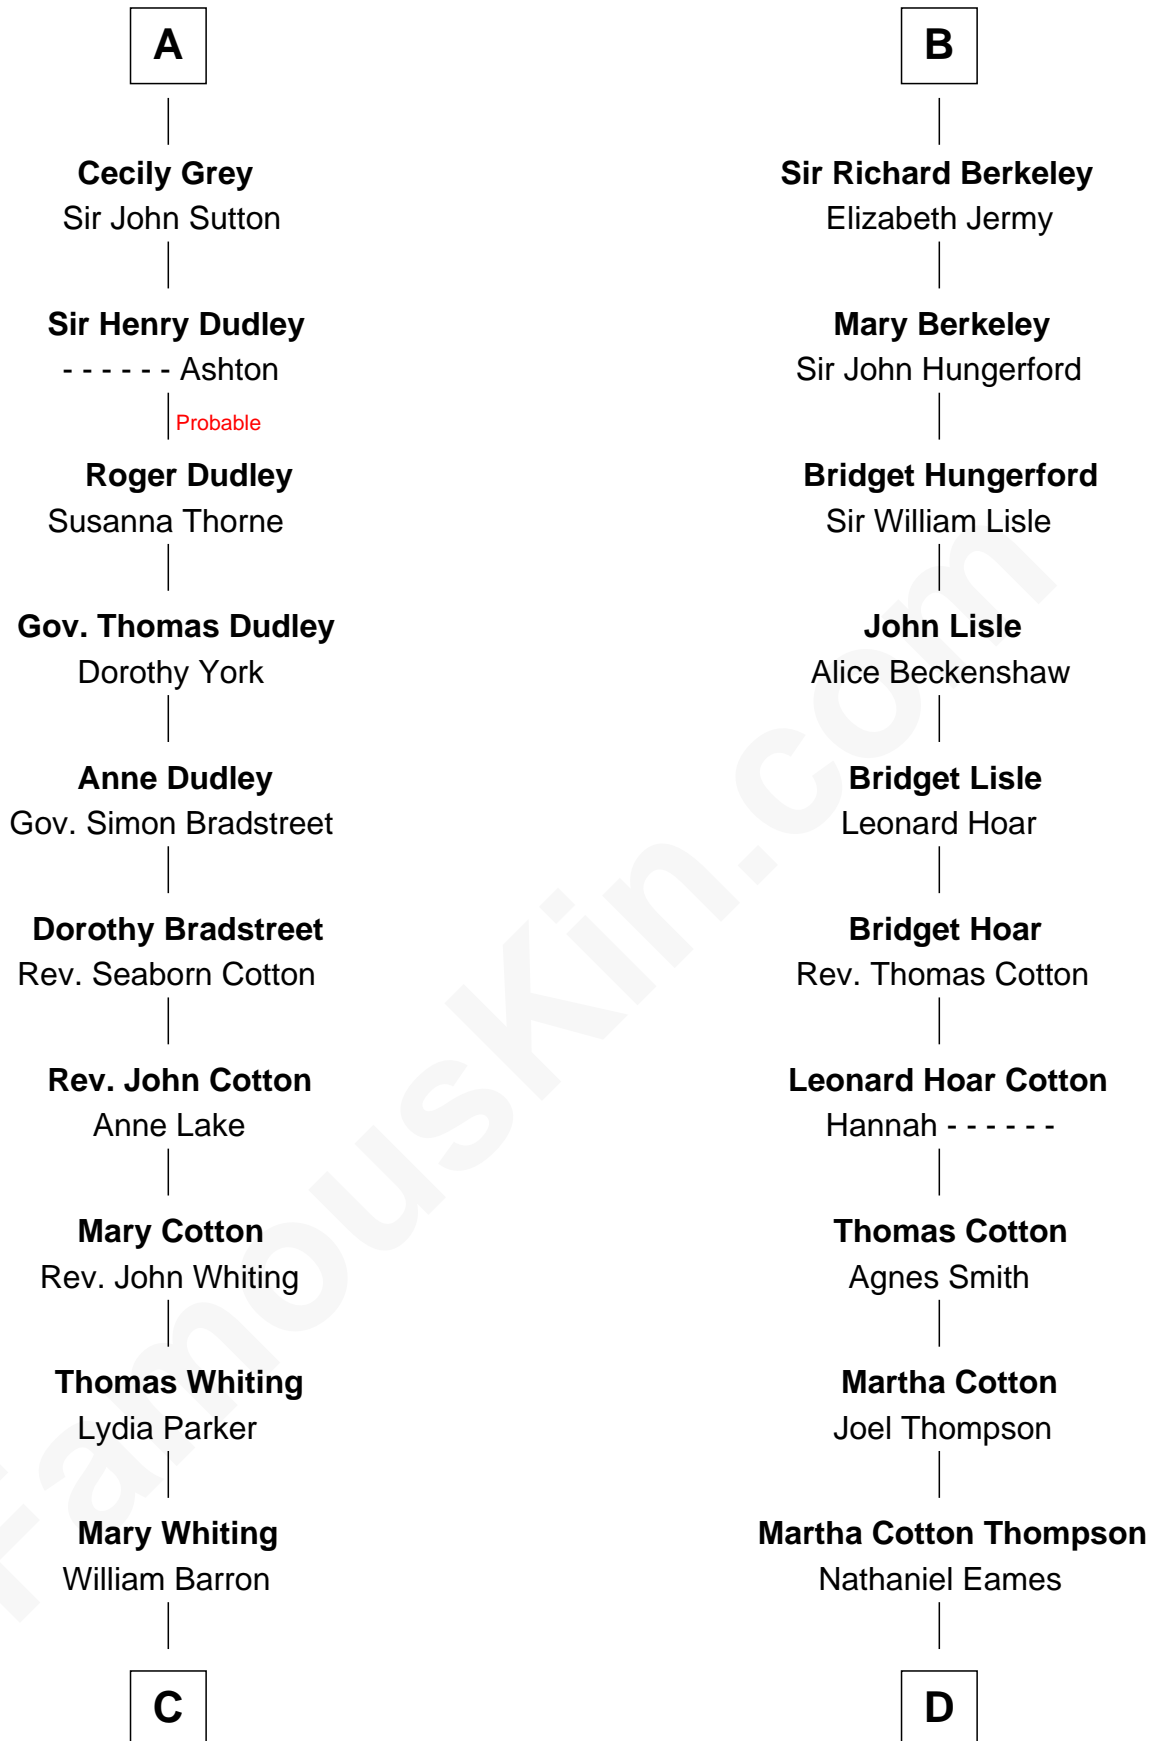 A
Cecily Grey
Sir John Sutton
Sir Henry Dudley
- - - - - - Ashton
Probable
Roger Dudley
Susanna Thorne
Gov. Thomas Dudley
Dorothy York
Anne Dudley
Gov. Simon Bradstreet
Dorothy Bradstreet
Rev. Seaborn Cotton
Rev. John Cotton
Anne Lake
Mary Cotton
Rev. John Whiting
Thomas Whiting
Lydia Parker
Mary Whiting
William Barron
C
B
Sir Richard Berkeley
Elizabeth Jermy
Mary Berkeley
Sir John Hungerford
Bridget Hungerford
Sir William Lisle
John Lisle
Alice Beckenshaw
Bridget Lisle
Leonard Hoar
Bridget Hoar
Rev. Thomas Cotton
Leonard Hoar Cotton
Hannah - - - - - -
Thomas Cotton
Agnes Smith
Martha Cotton
Joel Thompson
Martha Cotton Thompson
Nathaniel Eames
D
FamousKin.com